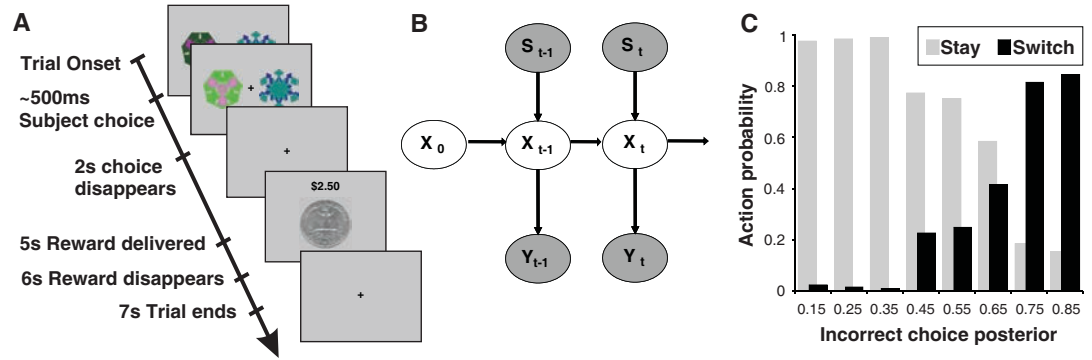 A
Trial Onset
~500ms
Subject choice
2s choice
disappears
5s Reward delivered
6s Reward disappears
7s Trial ends
+
+
$2.50
+
B
S t-1
S t
X 0
X t-1
X t
Y t-1
Y t
C
Stay Switch
Action probability
1
0.8
0.6
0.4
0.2
0
0.15 0.25 0.35 0.45 0.55 0.65 0.75 0.85
Incorrect choice posterior